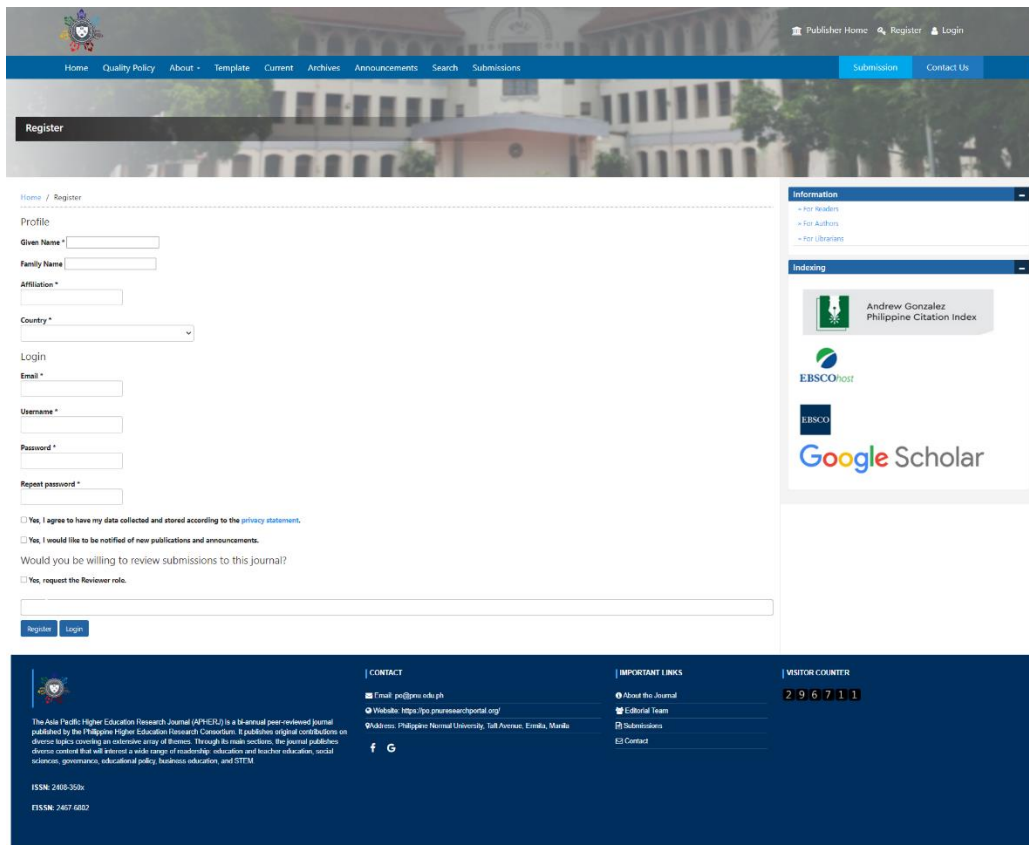 Publisher Home Register Login
Home Quality Policy About Template Current Archives Announcements Search Submissions Submission Contact Us
Register
Home / Register
Profile
Given Name *
Family Name
Affiliation *
Country *
Login
Email *
Username *
Password *
Repeat password *
Yes, I agree to have my data collected and stored according to the privacy statement.
Yes, I would like to be notified of new publications and announcements.
Would you be willing to review submissions to this journal?
Yes, request the Reviewer role.
Register Login
Information
» For Readers
» For Authors
» For Librarians
Indexing
Andrew Gonzalez
Philippine Citation Index
EBSCOhost
EBSCO
Google Scholar
The Asia Pacific Higher Education Research Journal (APHERJ) is a bi-annual peer-reviewed journal
published by the Philippine Higher Education Research Consortium. It publishes original contributions on
diverse topics covering an extensive array of themes. Through its main sections, the journal publishes
diverse content that will interest a wide range of readership: education and teacher education, social
sciences, governance, educational policy, business education, and STEM.
ISSN: 2408-350x
EISSN: 2467-6802
CONTACT
Email: po@pnu.edu.ph
Website: https://po.pnuresearchportal.org/
Address: Philippine Normal University, Taft Avenue, Ermita, Manila
IMPORTANT LINKS
About the Journal
Editorial Team
Submissions
Contact
VISITOR COUNTER
296711